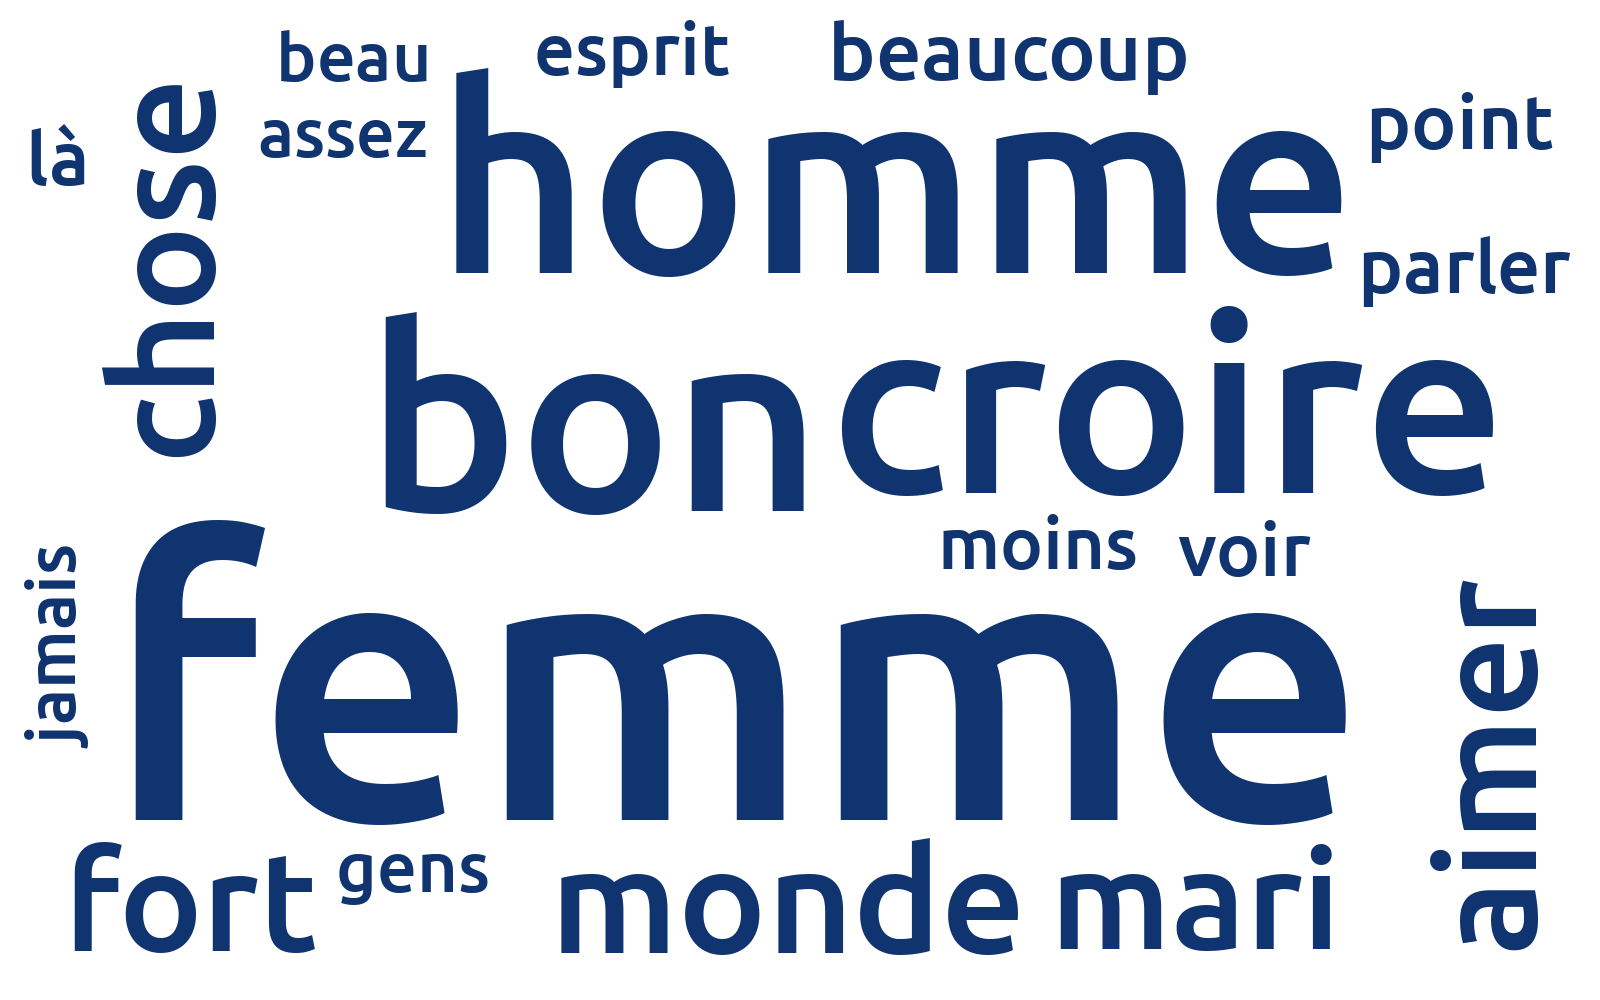 beau
esprit
beaucoup
là
chose
assez
homme
point
parler
bon
croire
moins
voir
jamais
femme
aimer
fort
gens
monde
mari